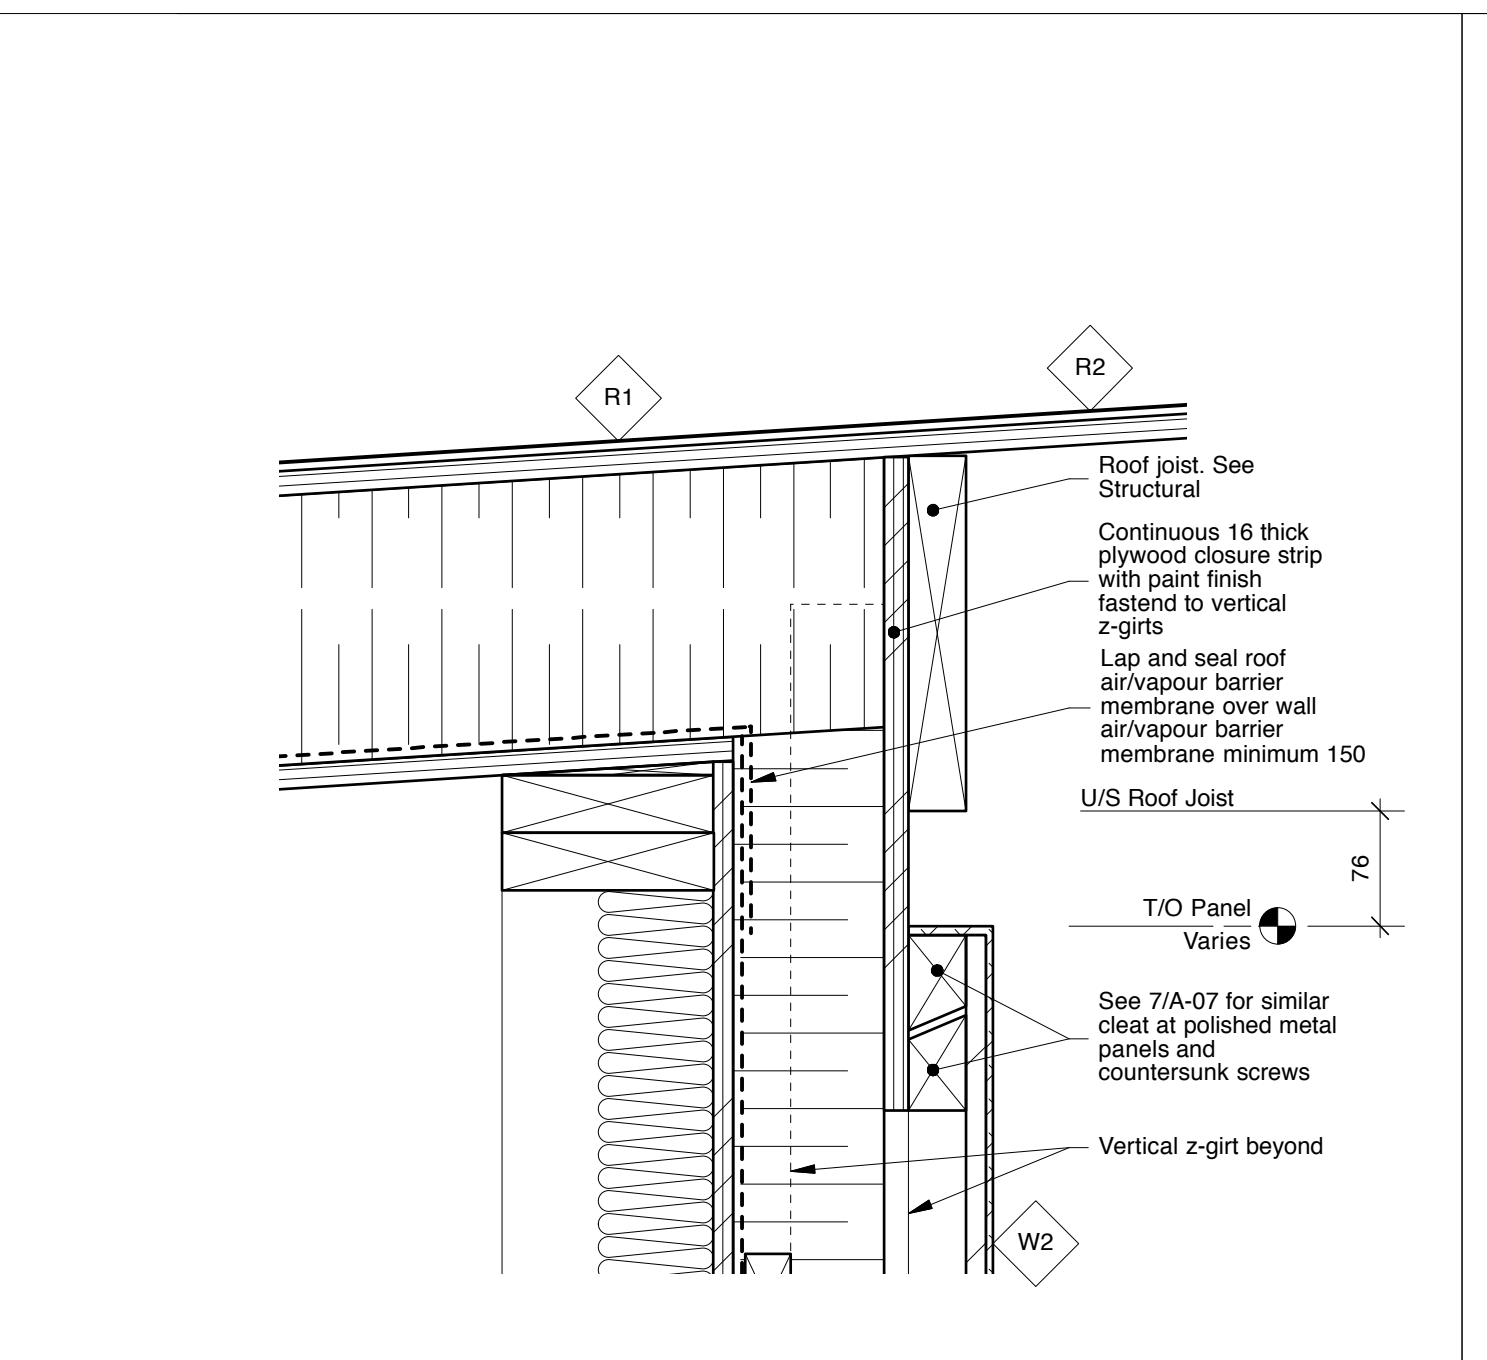 R2
R1
Roof joist. See
Structural
Continuous 16 thick
plywood closure strip
with paint finish
fastend to vertical
z-girts
Lap and seal roof
air/vapour barrier
membrane over wall
air/vapour barrier
membrane minimum 150
U/S Roof Joist
76
T/O Panel
Varies
See 7/A-07 for similar
cleat at polished metal
panels and
countersunk screws
Vertical z-girt beyond
W2